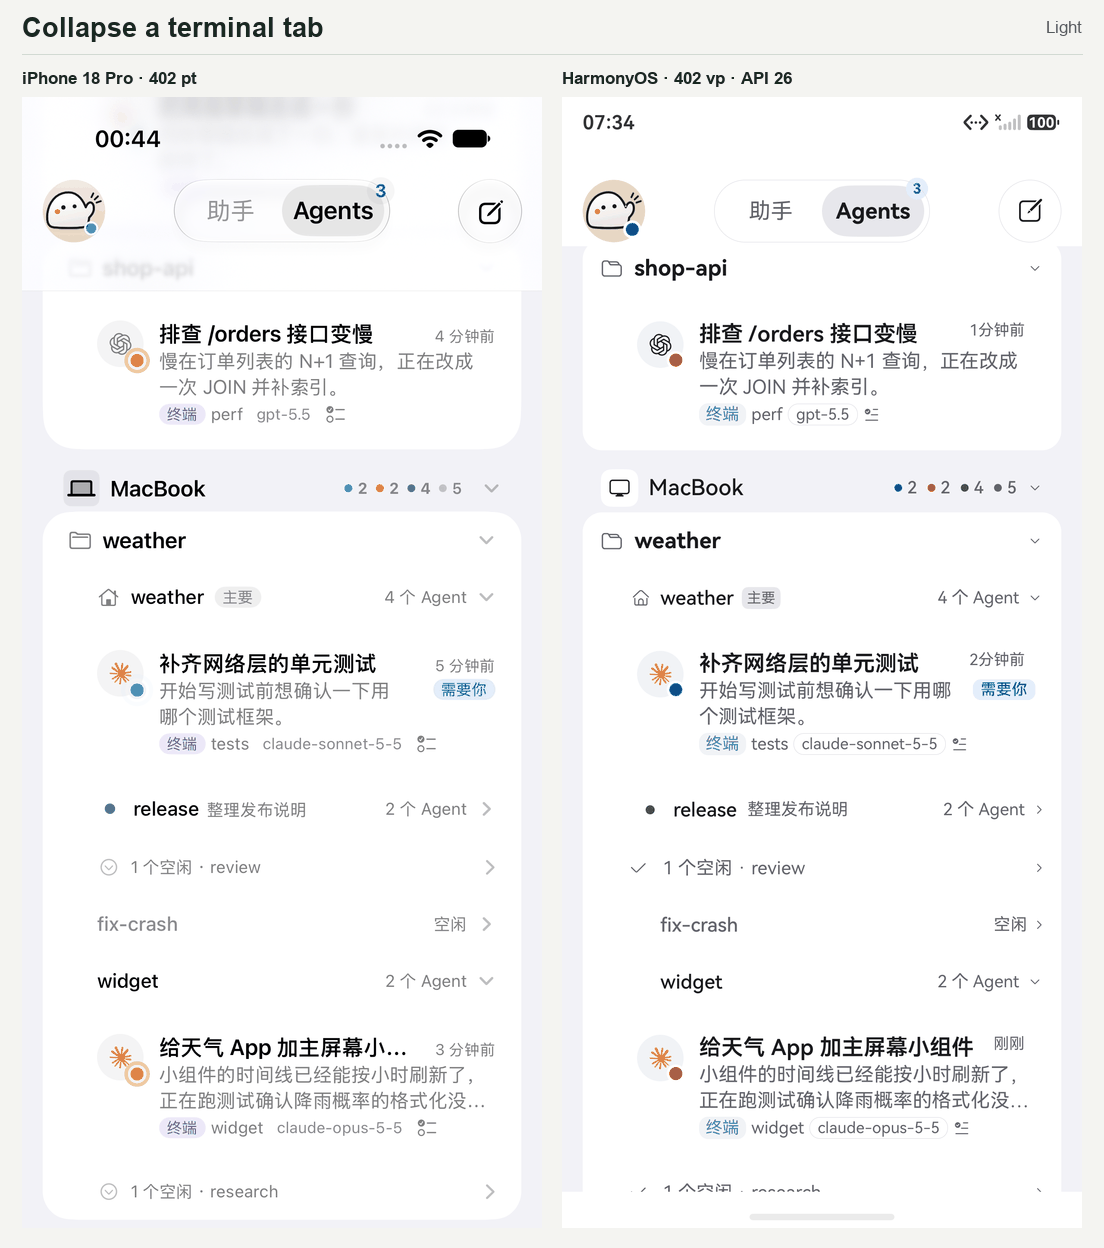 Collapse a terminal tab
Light
iPhone 18 Pro · 402 pt
00:44
助手
Agents
3
shop-api
排查 /orders 接口变慢
4 分钟前
慢在订单列表的 N+1 查询，正在改成
一次 JOIN 并补索引。
终端 perf gpt-5.5
MacBook
2 2 4 5
weather
weather 主要
4 个 Agent
补齐网络层的单元测试
5 分钟前
开始写测试前想确认一下用
需要你
哪个测试框架。
终端 tests claude-sonnet-5-5
release 整理发布说明
2 个 Agent
1 个空闲 · review
fix-crash
空闲
widget
2 个 Agent
给天气 App 加主屏幕小…
3 分钟前
小组件的时间线已经能按小时刷新了，
正在跑测试确认降雨概率的格式化没…
终端 widget claude-opus-5-5
1 个空闲 · research
HarmonyOS · 402 vp · API 26
07:34
100
助手
Agents
3
shop-api
排查 /orders 接口变慢
1分钟前
慢在订单列表的 N+1 查询，正在改成
一次 JOIN 并补索引。
终端 perf gpt-5.5
MacBook
2 2 4 5
weather
weather 主要
4 个 Agent
补齐网络层的单元测试
2分钟前
开始写测试前想确认一下用哪
需要你
个测试框架。
终端 tests claude-sonnet-5-5
release 整理发布说明
2 个 Agent
1 个空闲 · review
fix-crash
空闲
widget
2 个 Agent
给天气 App 加主屏幕小组件
刚刚
小组件的时间线已经能按小时刷新了，
正在跑测试确认降雨概率的格式化没…
终端 widget claude-opus-5-5
1 个空闲 · research